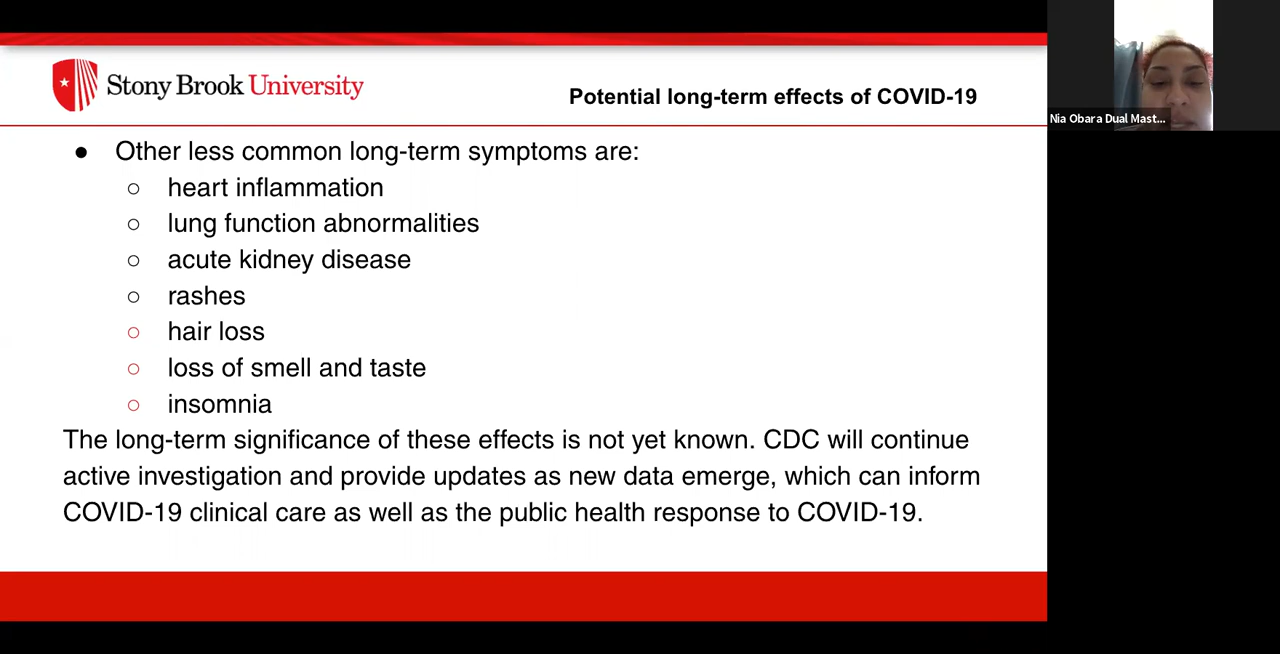 Stony Brook University
Potential long-term effects of COVID-19
● Other less common long-term symptoms are:
○ heart inflammation
○ lung function abnormalities
○ acute kidney disease
○ rashes
○ hair loss
○ loss of smell and taste
○ insomnia
The long-term significance of these effects is not yet known. CDC will continue
active investigation and provide updates as new data emerge, which can inform
COVID-19 clinical care as well as the public health response to COVID-19.
Nia Obara Dual Mast...